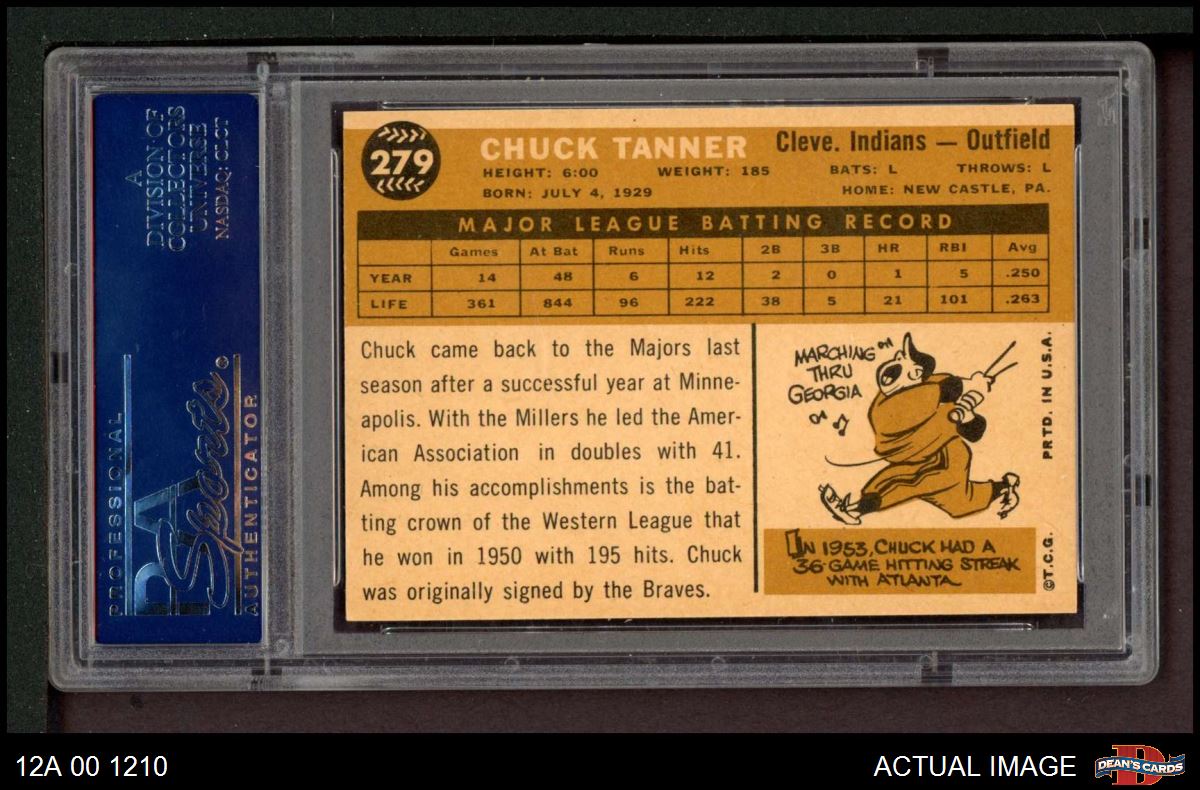 A
DIVISION OF
COLLECTORS
UNIVERSE
NASDAQ: CLCT
PROFESSIONAL
PSA
Sports
AUTHENTICATOR
279
CHUCK TANNER
Cleve. Indians — Outfield
HEIGHT: 6:00 WEIGHT: 185 BATS: L THROWS: L
BORN: JULY 4, 1929 HOME: NEW CASTLE, PA.
MAJOR LEAGUE BATTING RECORD
Games At Bat Runs Hits 2B 3B HR RBI Avg
YEAR 14 48 6 12 2 0 1 5 .250
LIFE 361 844 96 222 38 5 21 101 .263
Chuck came back to the Majors last
season after a successful year at Minne-
apolis. With the Millers he led the Amer-
ican Association in doubles with 41.
Among his accomplishments is the bat-
ting crown of the Western League that
he won in 1950 with 195 hits. Chuck
was originally signed by the Braves.
MARCHING
THRU
GEORGIA
IN 1953, CHUCK HAD A
36-GAME HITTING STREAK
WITH ATLANTA
PRTD. IN U.S.A.
©T.C.G.
12A 00 1210
ACTUAL IMAGE
D
DEAN'S CARDS